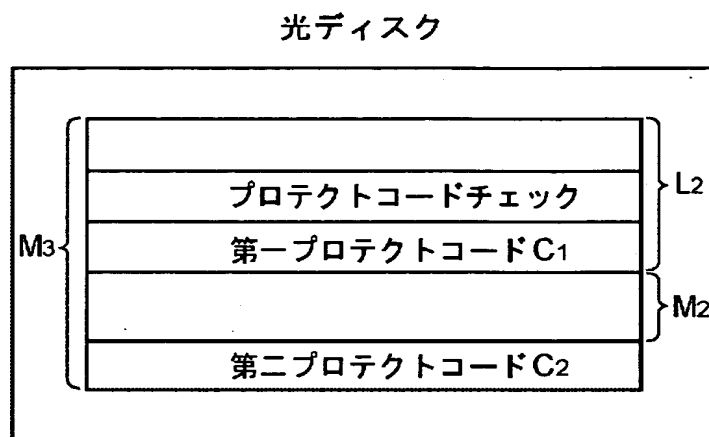 光ディスク
プロテクトコードチェック
L2
M3
第一プロテクトコードC1
M2
第二プロテクトコードC2